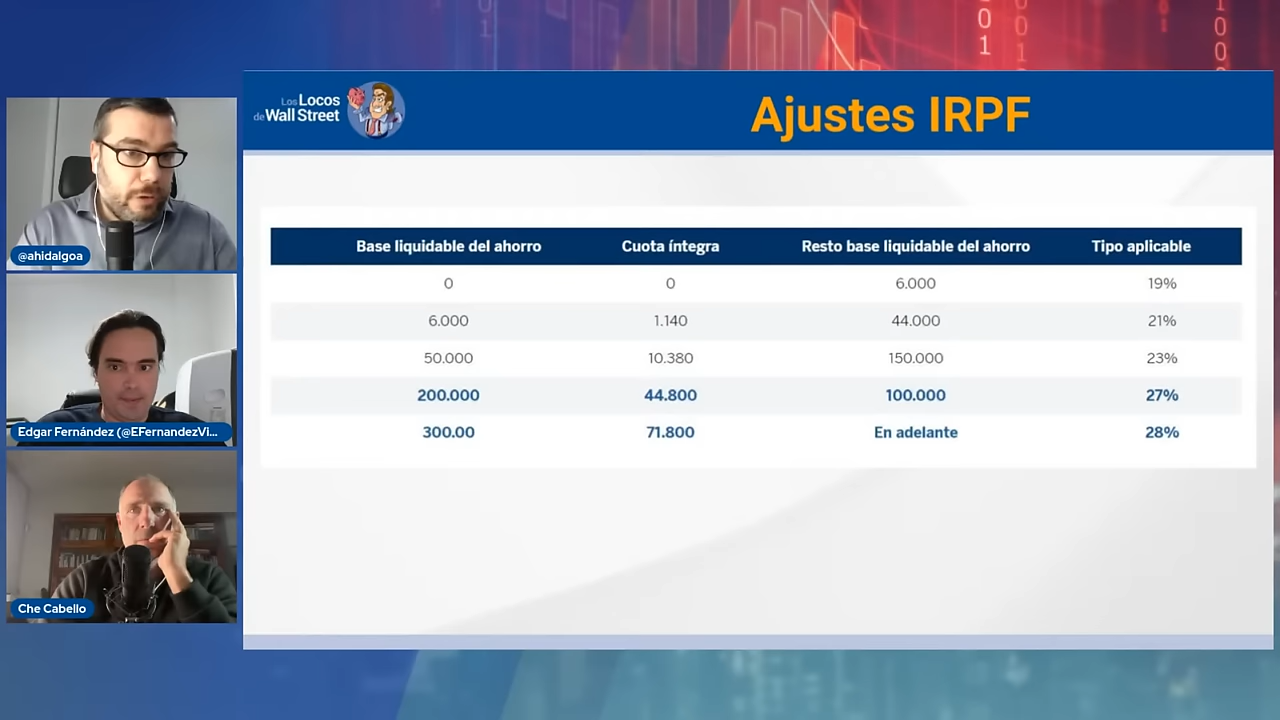 Los Locos
de Wall Street
Ajustes IRPF
Base liquidable del ahorro Cuota íntegra Resto base liquidable del ahorro Tipo aplicable
0 0 6.000 19%
6.000 1.140 44.000 21%
50.000 10.380 150.000 23%
200.000 44.800 100.000 27%
300.00 71.800 En adelante 28%
@ahidalgoa
Edgar Fernández (@EFernandezVi...
Che Cabello